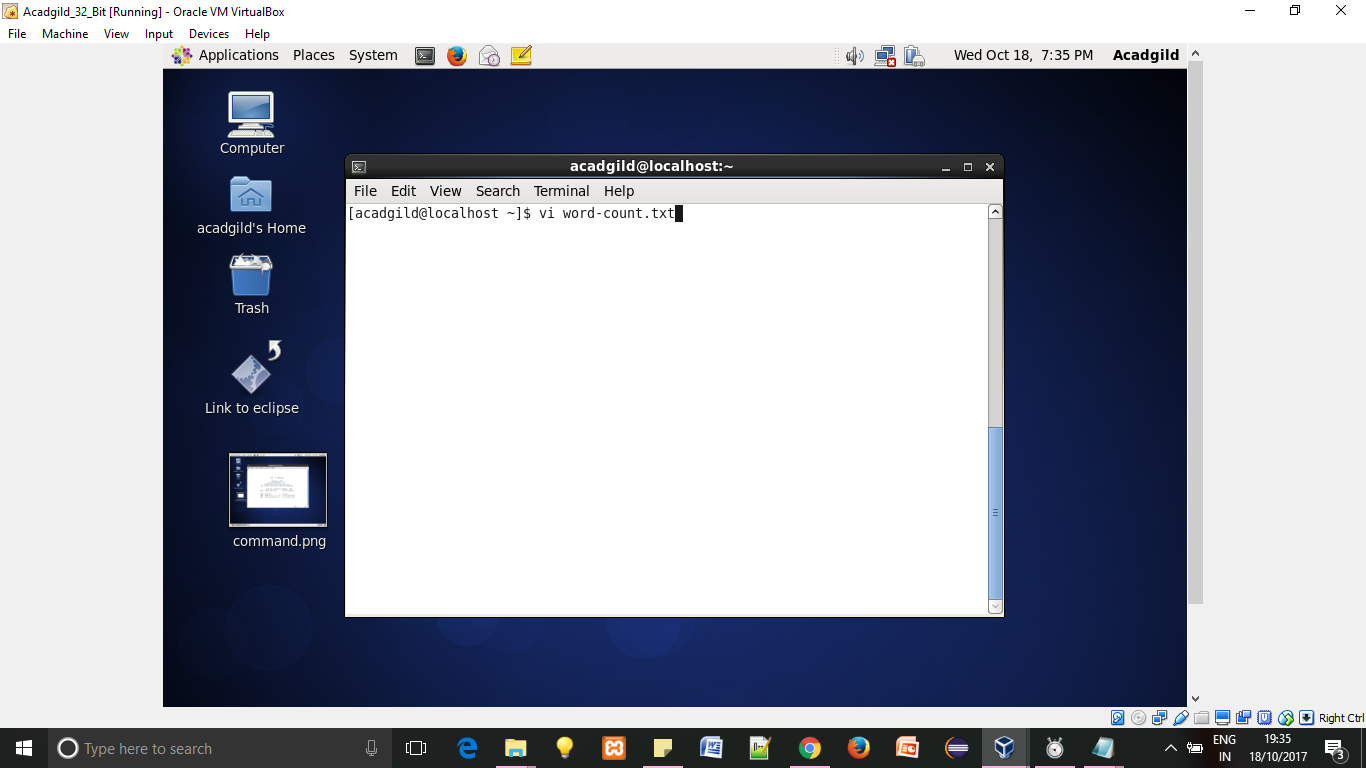 Acadgild_32_Bit [Running] - Oracle VM VirtualBox
File Machine View Input Devices Help
Applications Places System Wed Oct 18, 7:35 PM Acadgild
Computer
acadgild's Home
Trash
Link to eclipse
command.png
acadgild@localhost:~
File Edit View Search Terminal Help
[acadgild@localhost ~]$ vi word-count.txt
Right Ctrl
Type here to search
ENG
IN
19:35
18/10/2017
3